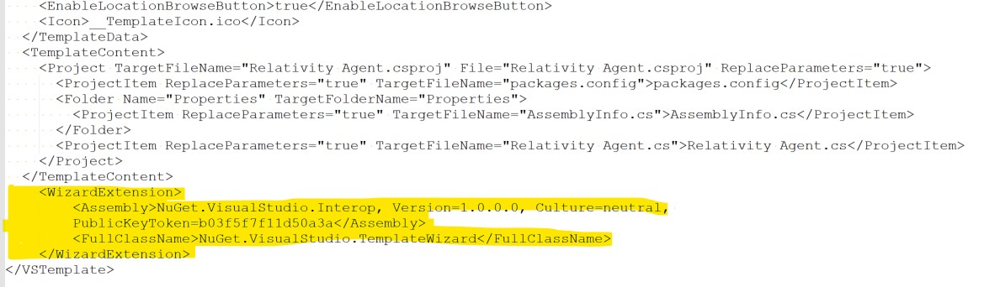 <EnableLocationBrowseButton>true</EnableLocationBrowseButton>
<Icon>__TemplateIcon.ico</Icon>
</TemplateData>
<TemplateContent>
<Project TargetFileName="Relativity Agent.csproj" File="Relativity Agent.csproj" ReplaceParameters="true">
<ProjectItem ReplaceParameters="true" TargetFileName="packages.config">packages.config</ProjectItem>
<Folder Name="Properties" TargetFolderName="Properties">
<ProjectItem ReplaceParameters="true" TargetFileName="AssemblyInfo.cs">AssemblyInfo.cs</ProjectItem>
</Folder>
<ProjectItem ReplaceParameters="true" TargetFileName="Relativity Agent.cs">Relativity Agent.cs</ProjectItem>
</Project>
</TemplateContent>
<WizardExtension>
<Assembly>NuGet.VisualStudio.Interop, Version=1.0.0.0, Culture=neutral,
PublicKeyToken=b03f5f7f11d50a3a</Assembly>
<FullClassName>NuGet.VisualStudio.TemplateWizard</FullClassName>
</WizardExtension>
</VSTemplate>